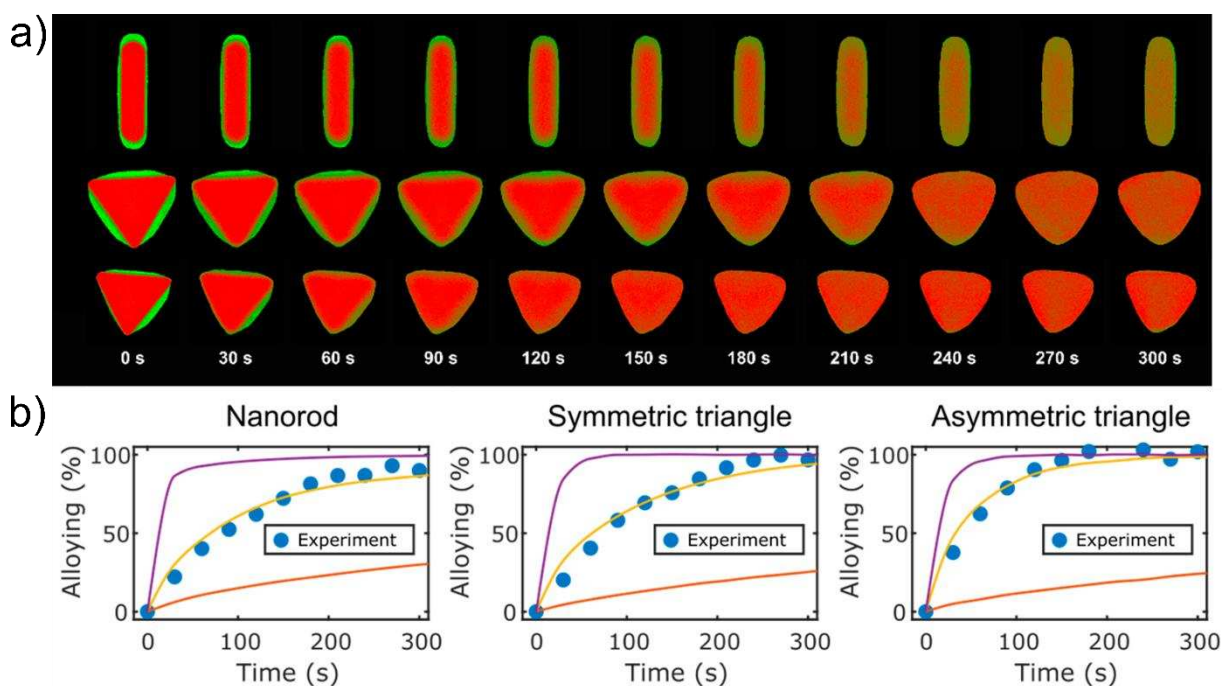 a)
0 s 30 s 60 s 90 s 120 s 150 s 180 s 210 s 240 s 270 s 300 s
b)
Nanorod Symmetric triangle Asymmetric triangle
Alloying (%)
100
50
0
Experiment
0 100 200 300
Time (s)
Alloying (%)
100
50
0
Experiment
0 100 200 300
Time (s)
Alloying (%)
100
50
0
Experiment
0 100 200 300
Time (s)